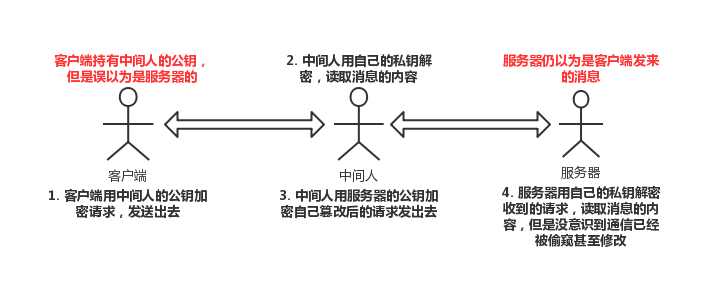 客户端持有中间人的公钥，
但是误以为是服务器的
2. 中间人用自己的私钥解
密，读取消息的内容
服务器仍以为是客户端发来
的消息
客户端
中间人
服务器
1. 客户端用中间人的公钥加
密请求，发送出去
3. 中间人用服务器的公钥加
密自己篡改后的请求发出去
4. 服务器用自己的私钥解密
收到的请求，读取消息的内
容，但是没意识到通信已经
被偷窥甚至修改